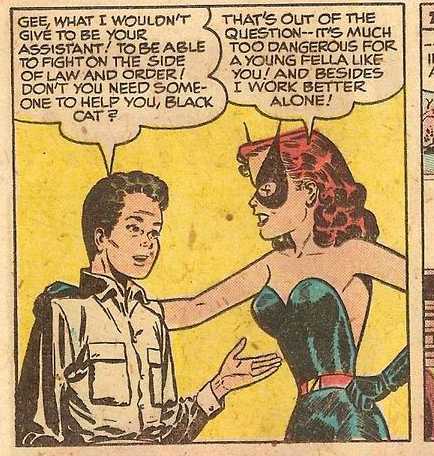 GEE, WHAT I WOULDN'T
GIVE TO BE YOUR
ASSISTANT! TO BE ABLE
TO FIGHT ON THE SIDE
OF LAW AND ORDER!
DON'T YOU NEED SOME-
ONE TO HELP YOU, BLACK
CAT?
THAT'S OUT OF THE
QUESTION--IT'S MUCH
TOO DANGEROUS FOR
A YOUNG FELLA LIKE
YOU! AND BESIDES
I WORK BETTER
ALONE!